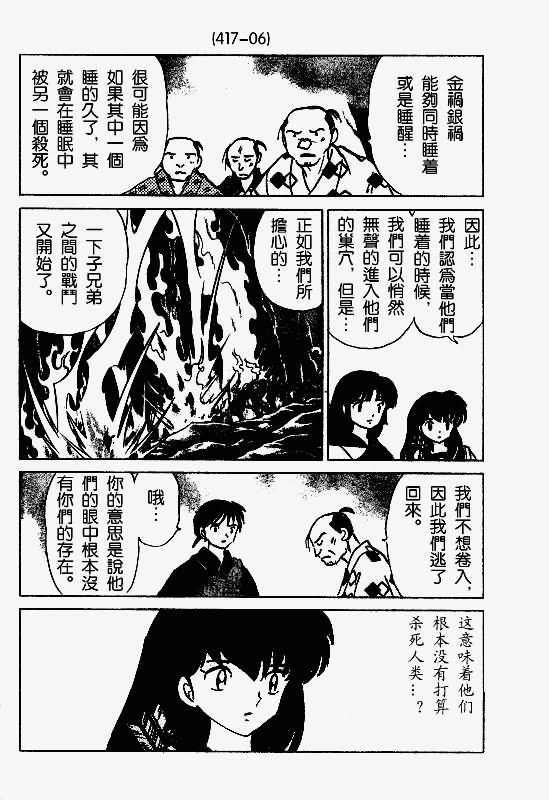 (417-06)
金禍銀禍
能夠同時睡着
或是睡醒…
很可能因為
如果其中一個
睡的久了,其
就會在睡眠中
被另一個殺死。
因此…
我們認為當他們
睡着的時候,
我們可以悄然
無聲的進入他們
的巢穴,但是…
正如我們所
擔心的…
一下子兄弟
之間的戰鬥
又開始了。
我們不想卷入,
因此我們逃了
回來。
哦…
你的意思是說他
們的眼中根本沒
有你們的存在。
这意味着他们
根本没有打算
杀死人类…?